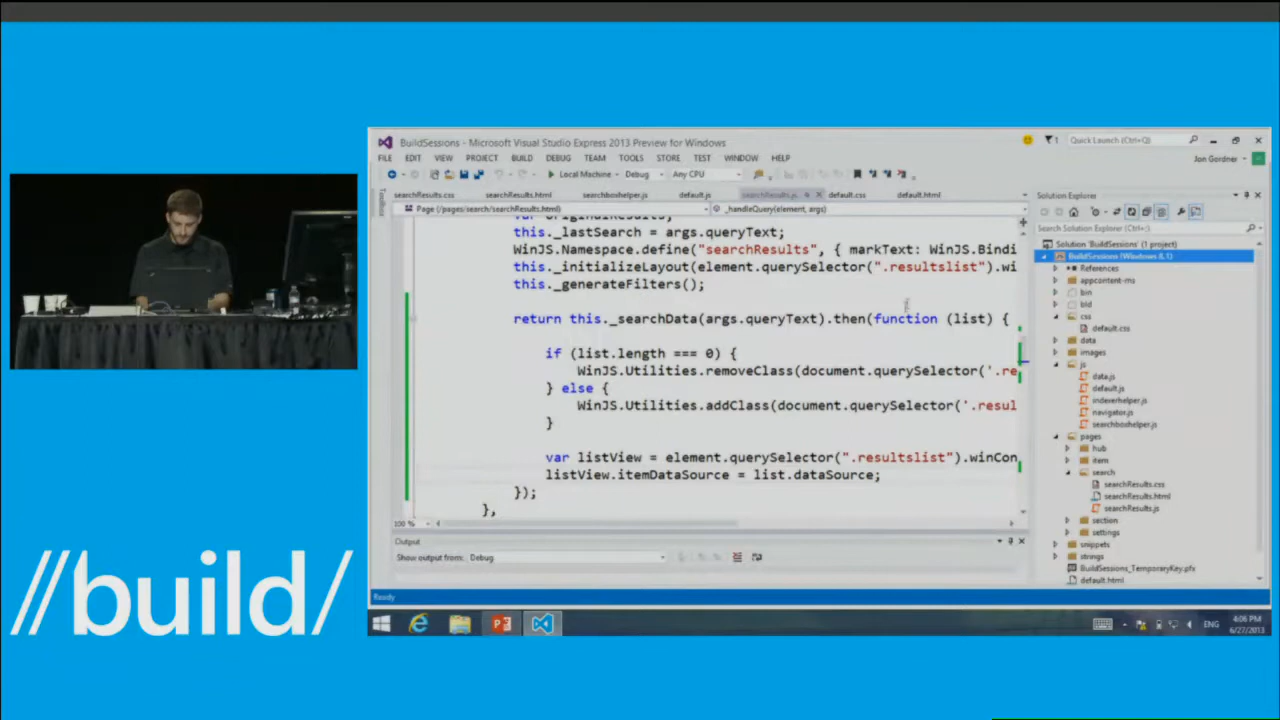 BuildSessions - Microsoft Visual Studio Express 2013 Preview for Windows
Quick Launch (Ctrl+Q)
FILE EDIT VIEW PROJECT BUILD DEBUG TEAM TOOLS STORE TEST WINDOW HELP
Jon Gordner
Local Machine Debug Any CPU
searchResults.css searchResults.html searchboxhelper.js default.js searchResults.js default.css default.html
Page (/pages/search/searchResults.html) _handleQuery(element, args)
this._lastSearch = args.queryText;
WinJS.Namespace.define("searchResults", { markText: WinJS.Bindi
this._initializeLayout(element.querySelector(".resultslist").wi
this._generateFilters();
return this._searchData(args.queryText).then(function (list) {
if (list.length === 0) {
WinJS.Utilities.removeClass(document.querySelector('.re
} else {
WinJS.Utilities.addClass(document.querySelector('.resul
}
var listView = element.querySelector(".resultslist").winCon
listView.itemDataSource = list.dataSource;
});
},
100 %
Output
Show output from: Debug
Ready
Toolbox
Solution Explorer
Search Solution Explorer (Ctrl+;)
Solution 'BuildSessions' (1 project)
BuildSessions (Windows 8.1)
References
appcontent-ms
bin
bld
css
default.css
data
images
js
data.js
default.js
indexerhelper.js
navigator.js
searchboxhelper.js
pages
hub
item
search
searchResults.css
searchResults.html
searchResults.js
section
settings
snippets
strings
BuildSessions_TemporaryKey.pfx
default.html
ENG
4:06 PM
6/27/2013
//build/